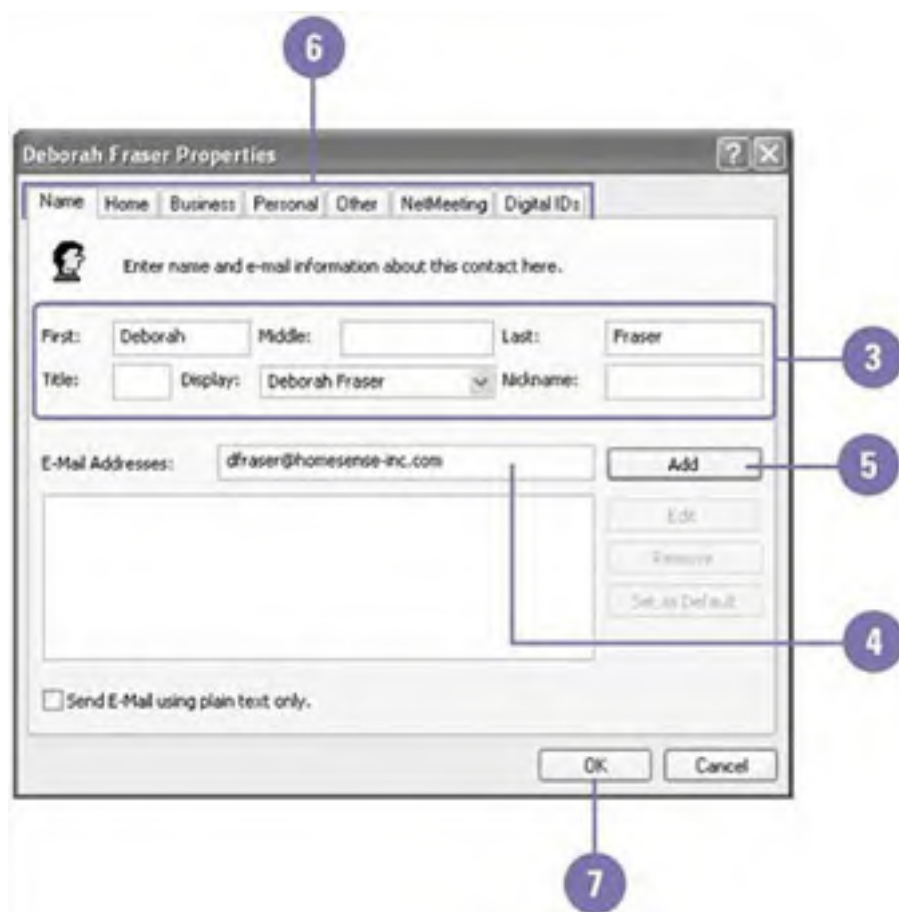 6
Deborah Fraser Properties
Name Home Business Personal Other NetMeeting Digital IDs
Enter name and e-mail information about this contact here.
First: Deborah Middle: Last: Fraser
3
Title: Display: Deborah Fraser Nickname:
E-Mail Addresses: dfraser@homesense-inc.com Add
5
Edit
Remove
Set as Default
4
Send E-Mail using plain text only.
OK Cancel
7